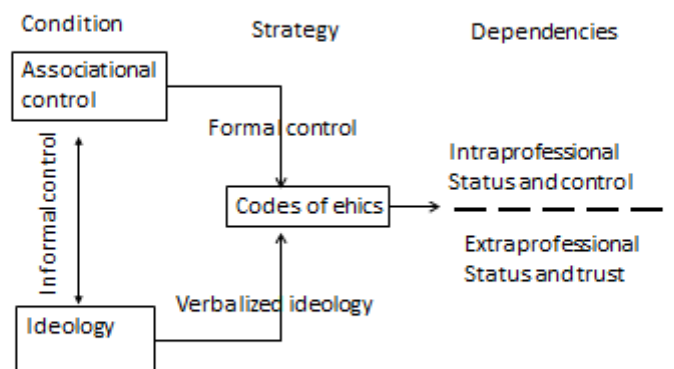 Condition
Strategy
Dependencies
Associational
control
Formal control
Informal control
Intraprofessional
Status and control
Codes of ehics
Extraprofessional
Status and trust
Verbalized ideology
Ideology